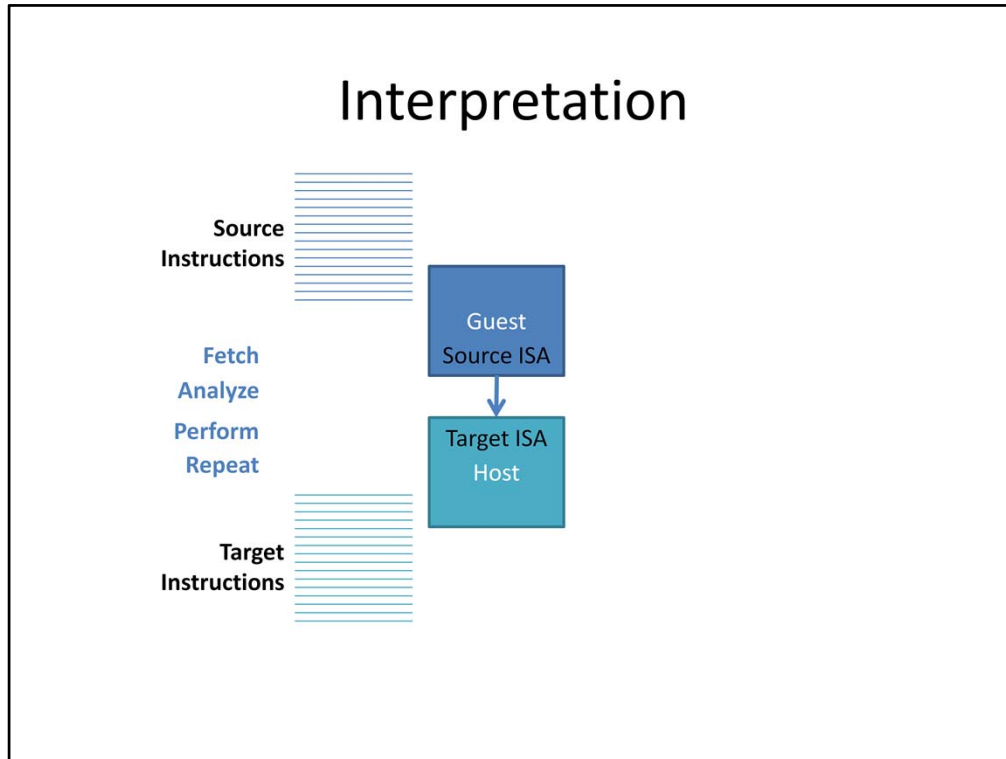 Interpretation
Source
Instructions
Guest
Source ISA
Fetch
Analyze
Perform
Repeat
Target ISA
Host
Target
Instructions